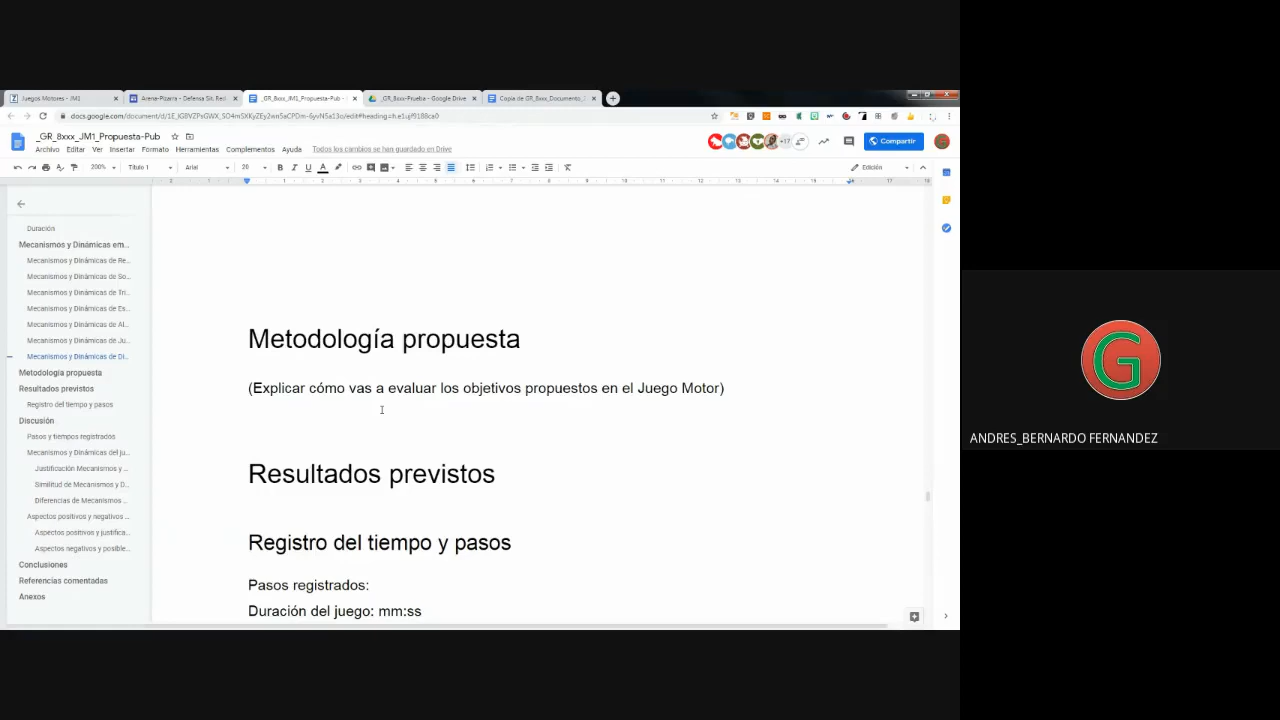 Juegos Motores - JM1
Arena-Pizarra - Defensa Sit. Rei
_GR_8xxx_JM1_Propuesta-Pub -
_GR_8xxx-Prueba - Google Drive
Copia de GR_8xxx_Documento_
_GR_8xxx_JM1_Propuesta-Pub
Archivo Editar Ver Insertar Formato Herramientas Complementos Ayuda Todos los cambios se han guardado en Drive
+17
Compartir
200% Título 1 Arial 20 B I U A Edición
Duración
Mecanismos y Dinámicas em...
Mecanismos y Dinámicas de Re...
Mecanismos y Dinámicas de So...
Mecanismos y Dinámicas de Tri...
Mecanismos y Dinámicas de Es...
Mecanismos y Dinámicas de Al...
Mecanismos y Dinámicas de Ju...
Mecanismos y Dinámicas de Di...
Metodología propuesta
Resultados previstos
Registro del tiempo y pasos
Discusión
Pasos y tiempos registrados
Mecanismos y Dinámicas del ju...
Justificación Mecanismos y ...
Similitud de Mecanismos y D...
Diferencias de Mecanismos ...
Aspectos positivos y negativos ...
Aspectos positivos y justifica...
Aspectos negativos y posible...
Conclusiones
Referencias comentadas
Anexos
Metodología propuesta
(Explicar cómo vas a evaluar los objetivos propuestos en el Juego Motor)
Resultados previstos
Registro del tiempo y pasos
Pasos registrados:
Duración del juego: mm:ss
G
ANDRES_BERNARDO FERNANDEZ